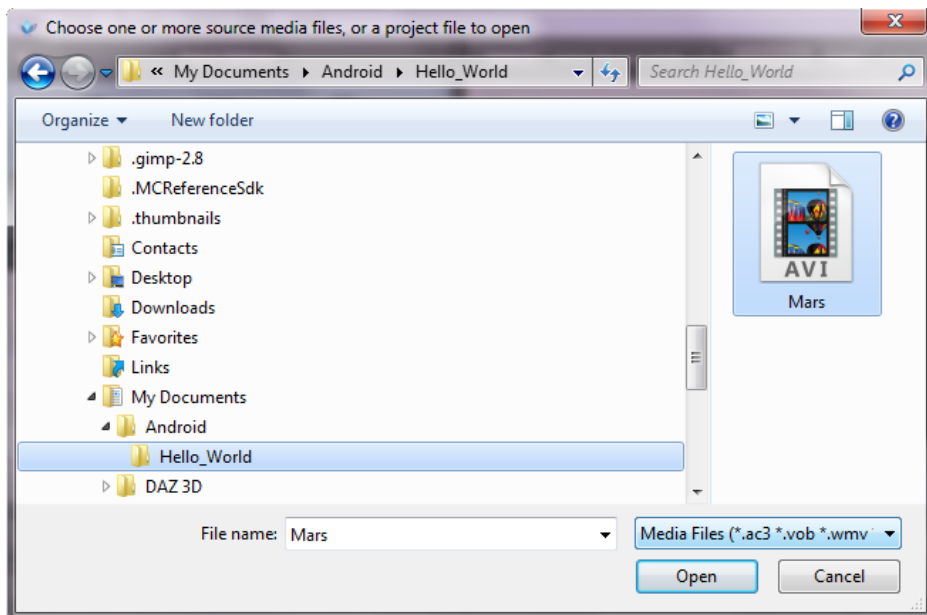 Choose one or more source media files, or a project file to open
« My Documents Android Hello_World
Search Hello_World
Organize New folder
.gimp-2.8
.MCReferenceSdk
.thumbnails
Contacts
Desktop
Downloads
Favorites
Links
My Documents
Android
Hello_World
DAZ 3D
AVI
Mars
File name: Mars
Media Files (*.ac3 *.vob *.wmv
Open Cancel